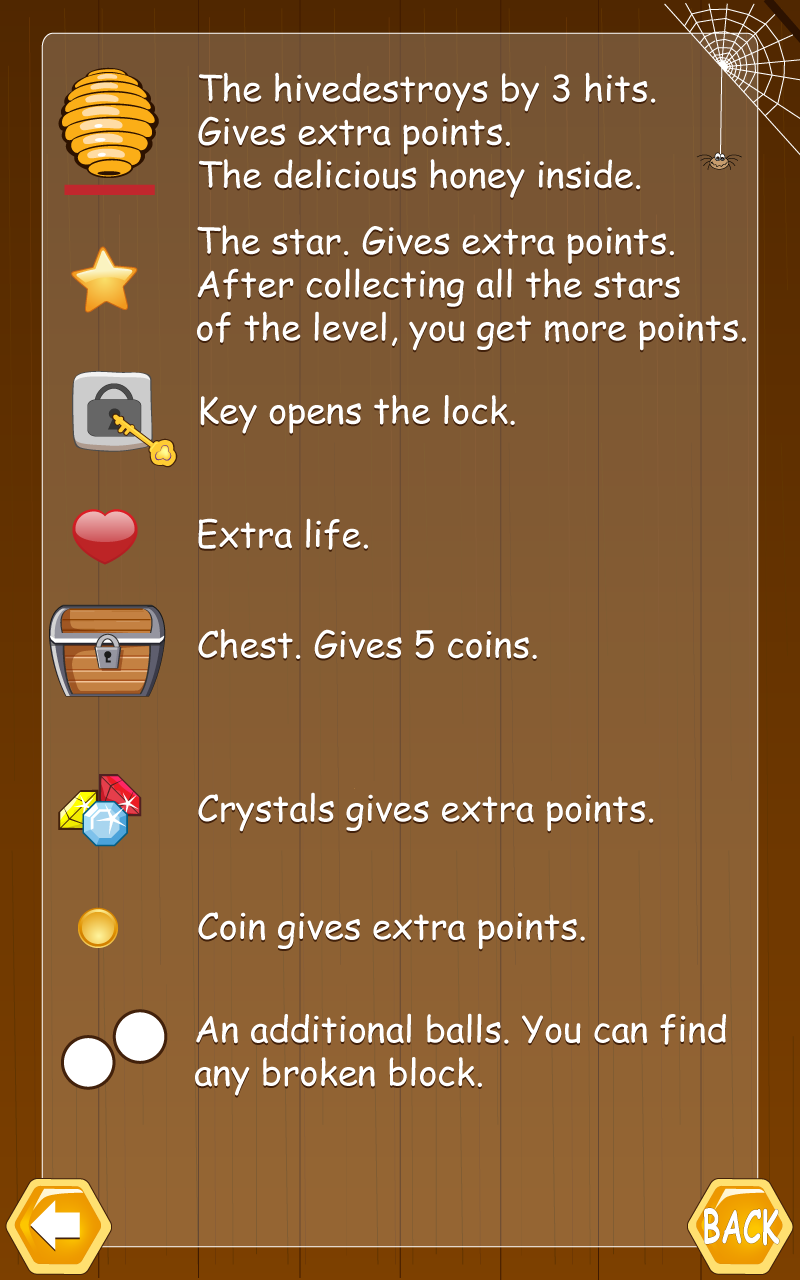 The hivedestroys by 3 hits.
Gives extra points.
The delicious honey inside.
The star. Gives extra points.
After collecting all the stars
of the level, you get more points.
Key opens the lock.
Extra life.
Chest. Gives 5 coins.
Crystals gives extra points.
Coin gives extra points.
An additional balls. You can find
any broken block.
BACK